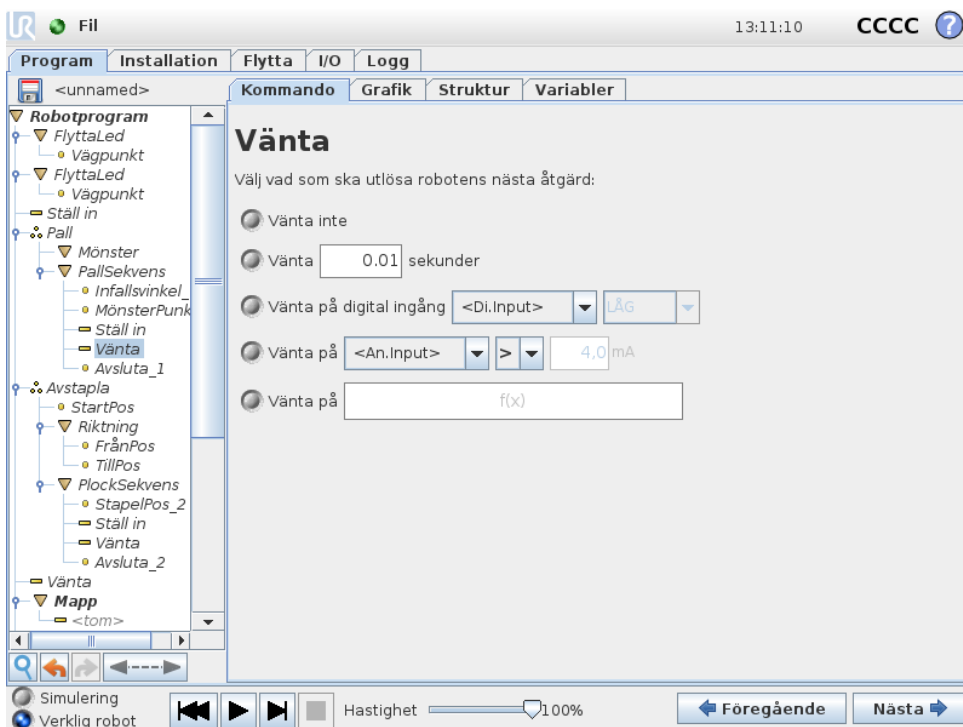 UR Fil 13:11:10 CCCC ?
Program Installation Flytta I/O Logg
<unnamed>
Kommando Grafik Struktur Variabler
Robotprogram
FlyttaLed
Vägpunkt
FlyttaLed
Vägpunkt
Ställ in
Pall
Mönster
PallSekvens
Infallsvinkel_
MönsterPunk
Ställ in
Vänta
Avsluta_1
Avstapla
StartPos
Riktning
FrånPos
TillPos
PlockSekvens
StapelPos_2
Ställ in
Vänta
Avsluta_2
Vänta
Mapp
<tom>
Vänta
Välj vad som ska utlösa robotens nästa åtgärd:
Vänta inte
Vänta 0.01 sekunder
Vänta på digital ingång <Di.Input> LÅG
Vänta på <An.Input> > 4,0 mA
Vänta på f(x)
Simulering
Verklig robot
Hastighet 100%
Föregående Nästa